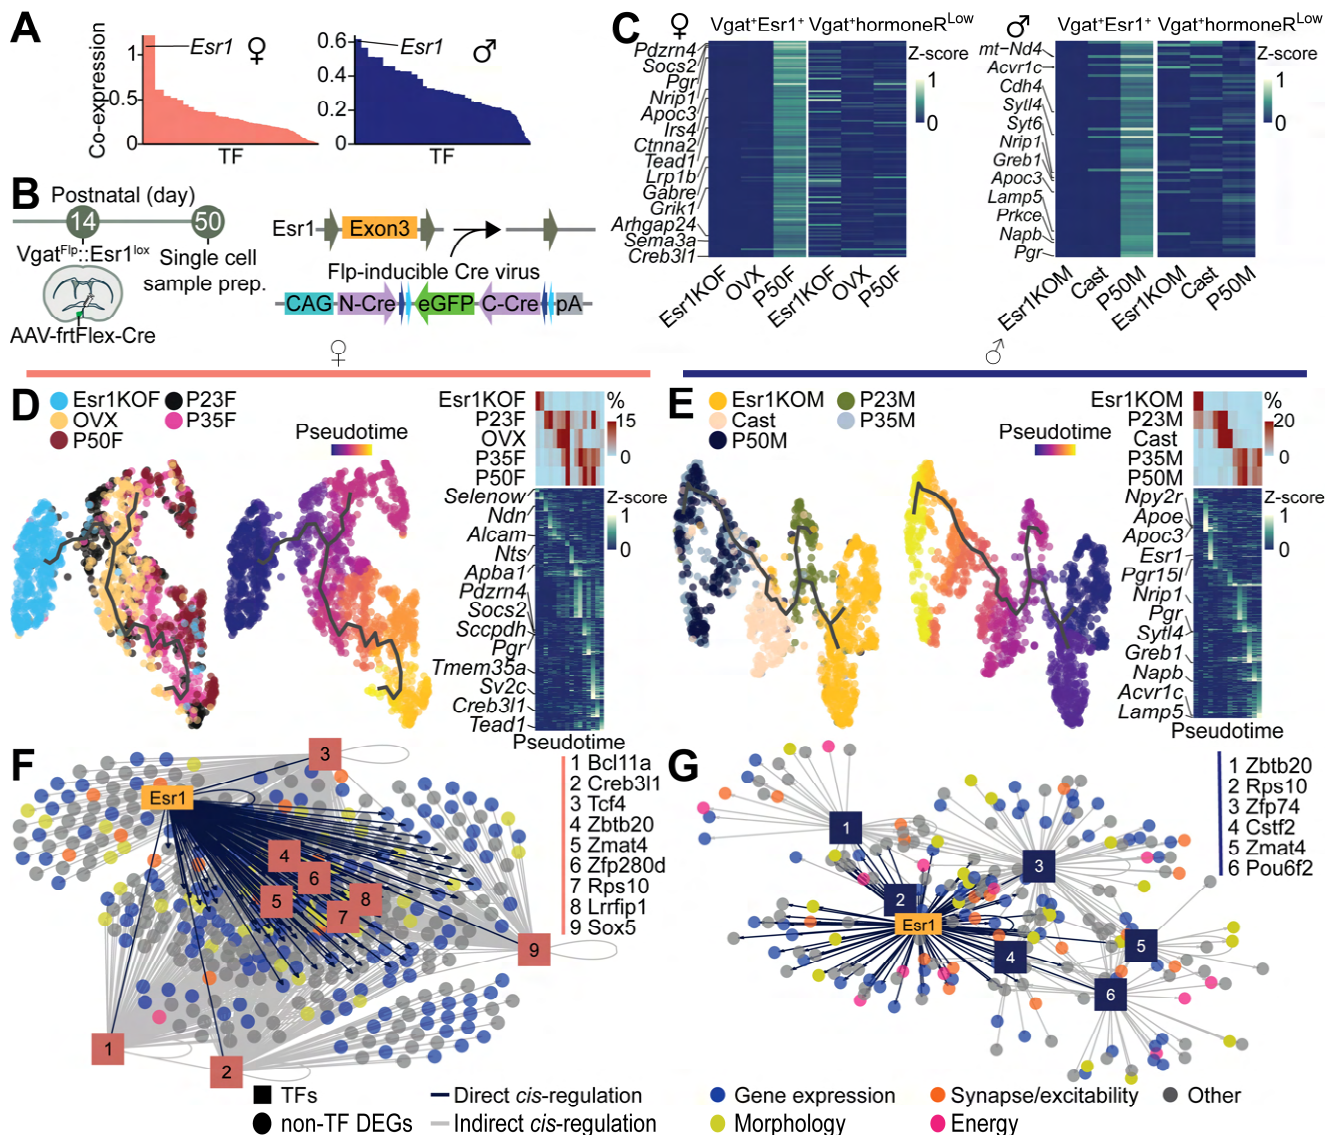 A
Co-expression
1
0.5
0
Esr1 ♀
TF
0.6
0.4
0.2
0
Esr1 ♂
TF
B
Postnatal (day)
14
50
VgatFlp::Esr1lox
Single cell
sample prep.
AAV-frtFlex-Cre
Esr1
Exon3
Flp-inducible Cre virus
CAG
N-Cre
eGFP
C-Cre
pA
C
♀
Vgat+Esr1+
Vgat+hormoneRLow
Pdzrn4
Socs2
Pgr
Nrip1
Apoc3
Irs4
Ctnna2
Tead1
Lrp1b
Gabre
Grik1
Arhgap24
Sema3a
Creb3l1
Z-score
1
0
Esr1KOF
OVX
P50F
Esr1KOF
OVX
P50F
♂
Vgat+Esr1+
Vgat+hormoneRLow
mt-Nd4
Acvr1c
Cdh4
Sytl4
Syt6
Nrip1
Greb1
Apoc3
Lamp5
Prkce
Napb
Pgr
Z-score
1
0
Esr1KOM
Cast
P50M
Esr1KOM
Cast
P50M
♀
♂
D
Esr1KOF
P23F
OVX
P35F
P50F
Pseudotime
Esr1KOF
P23F
OVX
P35F
P50F
%
15
0
Selenow
Ndn
Alcam
Nts
Apba1
Pdzrn4
Socs2
Sccpdh
Pgr
Tmem35a
Sv2c
Creb3l1
Tead1
Z-score
1
0
Pseudotime
E
Esr1KOM
P23M
Cast
P35M
P50M
Pseudotime
Esr1KOM
P23M
Cast
P35M
P50M
%
20
0
Npy2r
Apoe
Apoc3
Esr1
Pgr15l
Nrip1
Pgr
Sytl4
Greb1
Napb
Acvr1c
Lamp5
Z-score
1
0
Pseudotime
F
Esr1
3
4
6
5
8
7
9
1
2
1 Bcl11a
2 Creb3l1
3 Tcf4
4 Zbtb20
5 Zmat4
6 Zfp280d
7 Rps10
8 Lrrfip1
9 Sox5
G
1
3
2
Esr1
4
5
6
1 Zbtb20
2 Rps10
3 Zfp74
4 Cstf2
5 Zmat4
6 Pou6f2
TFs
non-TF DEGs
Direct cis-regulation
Indirect cis-regulation
Gene expression
Morphology
Synapse/excitability
Energy
Other